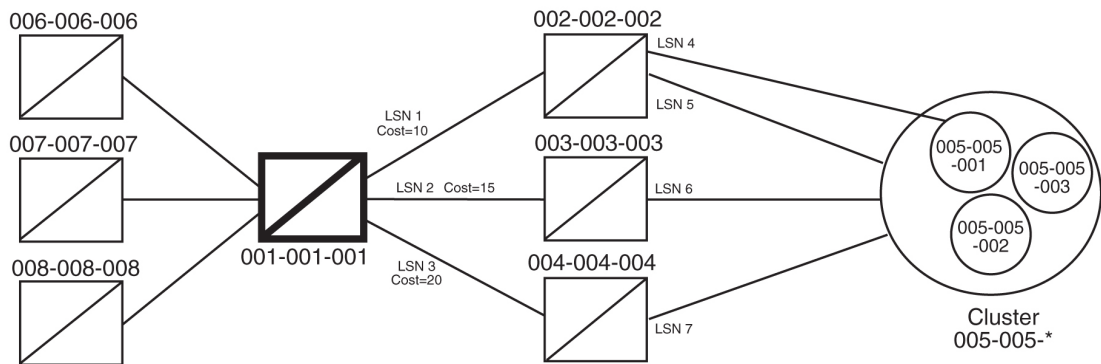 006-006-006
007-007-007
008-008-008
001-001-001
LSN 1
Cost=10
LSN 2 Cost=15
LSN 3
Cost=20
002-002-002
003-003-003
004-004-004
LSN 4
LSN 5
LSN 6
LSN 7
005-005
-001
005-005
-003
005-005
-002
Cluster
005-005-*